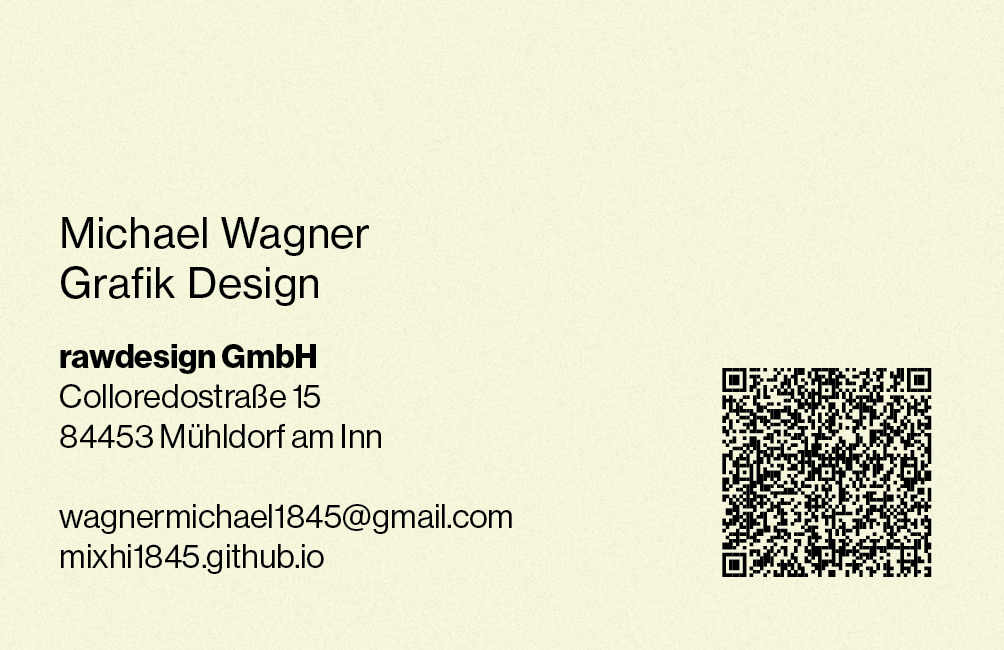 Michael Wagner
Grafik Design
rawdesign GmbH
Colloredostraße 15
84453 Mühldorf am Inn
wagnermichael1845@gmail.com
mixhi1845.github.io